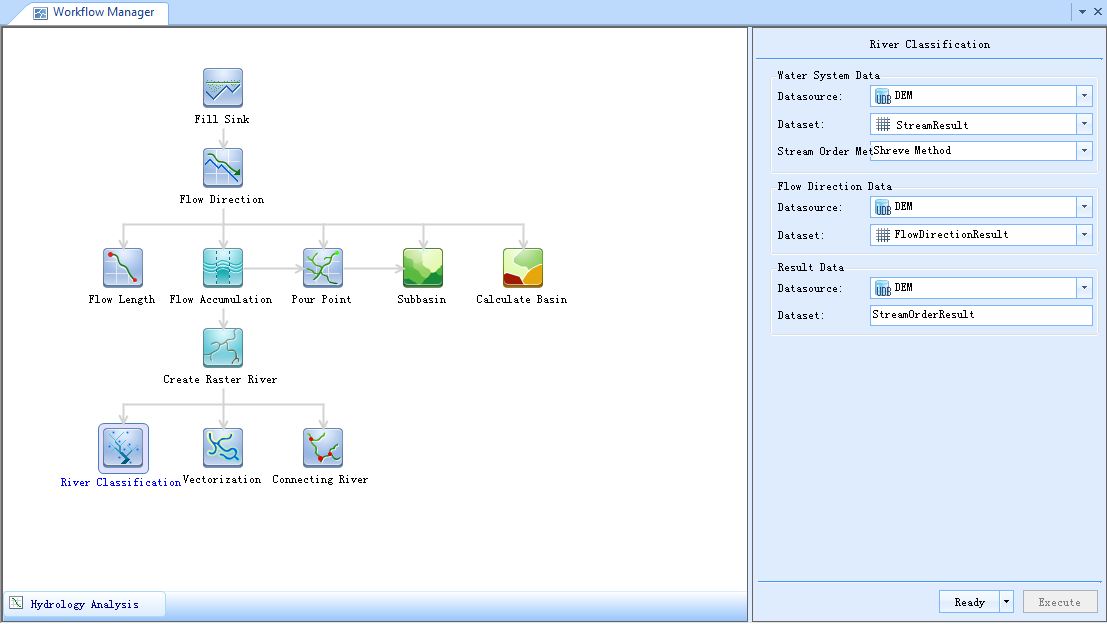 Workflow Manager
Fill Sink
Flow Direction
Flow Length Flow Accumulation Pour Point Subbasin Calculate Basin
Create Raster River
River Classification Vectorization Connecting River
Hydrology Analysis
River Classification
Water System Data
Datasource: UDB DEM
Dataset: StreamResult
Stream Order Met Shreve Method
Flow Direction Data
Datasource: UDB DEM
Dataset: FlowDirectionResult
Result Data
Datasource: UDB DEM
Dataset: StreamOrderResult
Ready Execute